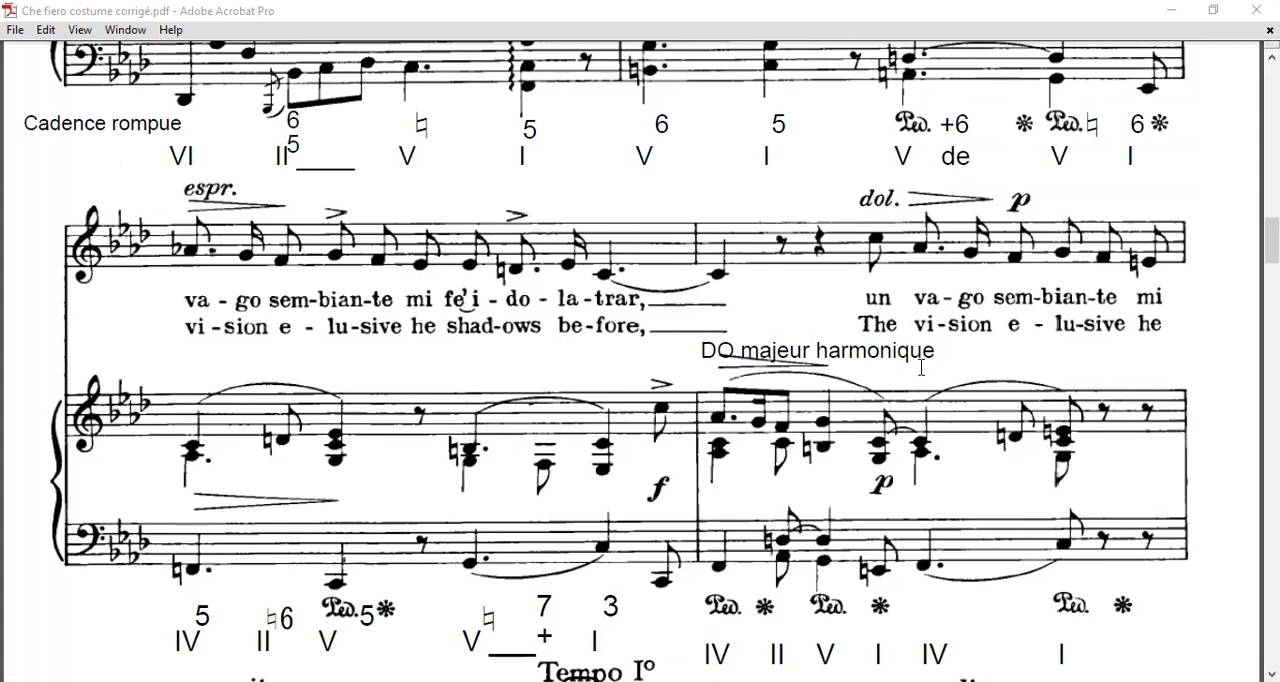 Che fiero costume corrigé.pdf - Adobe Acrobat Pro
File Edit View Window Help
Cadence rompue 6 ♮ 5 6 5 Ped. +6 * Ped. ♮ 6 *
5
VI II V I V I V de V I
espr. dol. p
va - go sem-bian-te mi fe'i - do - la-trar, un va-go sem-bian-te mi
vi-sion e - lu-sive he shad-ows be-fore, The vi-sion e - lu-sive he
DO majeur harmonique
f p
5 ♮6 Ped. 5 * ♮ 7 3 Ped. * Ped. * Ped. *
IV II V V + I IV II V I IV I
Tempo Iº